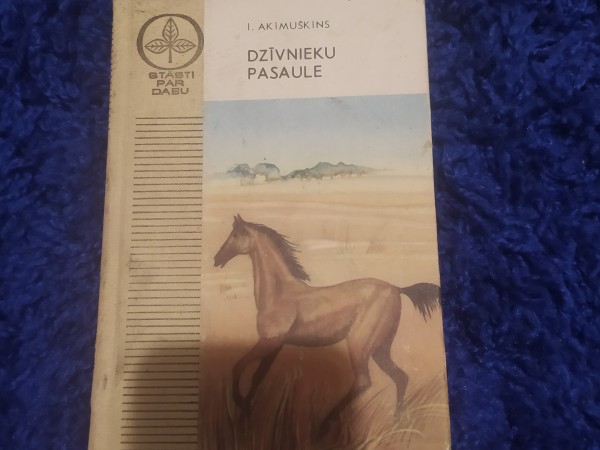 STĀSTI
PAR
DABU
I. AKIMUŠKINS
DZĪVNIEKU
PASAULE